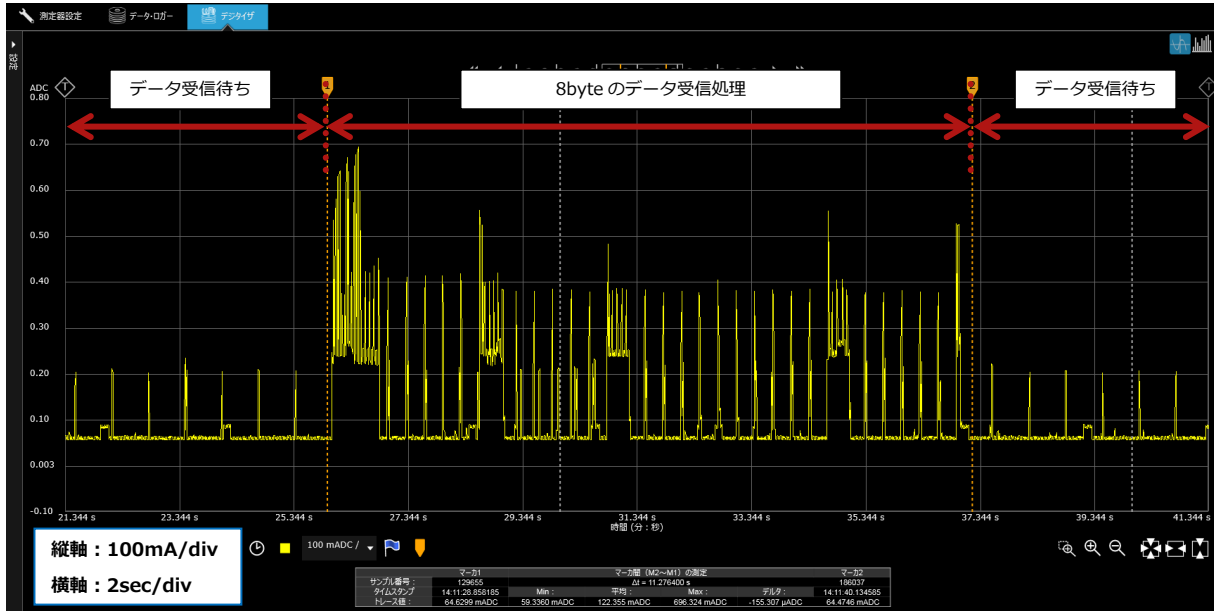 測定器設定 データ・ロガー デジタイザ
設定
ADC
データ受信待ち 1 8byte のデータ受信処理 2 データ受信待ち
0.80
0.70
0.60
0.50
0.40
0.30
0.20
0.10
0.003
-0.10
21.344 s 23.344 s 25.344 s 27.344 s 29.344 s 31.344 s 33.344 s 35.344 s 37.344 s 39.344 s 41.344 s
時間 (分:秒)
縦軸:100mA/div
横軸:2sec/div
100 mADC /
マーカ1 マーカ間(M2~M1)の測定 マーカ2
サンプル番号: 129655 Δt = 11.276400 s 186037
タイムスタンプ 14:11:28.858185 Min: 平均: Max: デルタ: 14:11:40.134585
トレース値: 64.6299 mADC 59.3360 mADC 122.355 mADC 696.324 mADC -155.307 µADC 64.4746 mADC